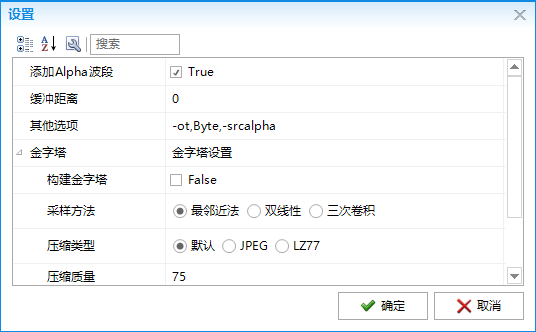 设置
搜索
添加Alpha波段 True
缓冲距离 0
其他选项 -ot,Byte,-srcalpha
金字塔 金字塔设置
构建金字塔 False
采样方法 最邻近法 双线性 三次卷积
压缩类型 默认 JPEG LZ77
压缩质量 75
确定 取消